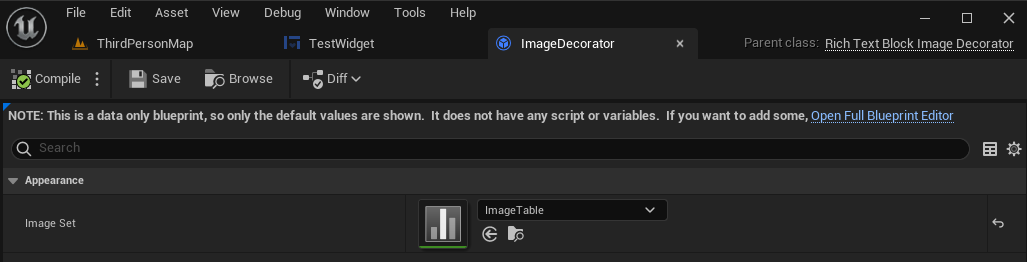 File Edit Asset View Debug Window Tools Help
ThirdPersonMap TestWidget ImageDecorator Parent class: Rich Text Block Image Decorator
Compile Save Browse Diff
NOTE: This is a data only blueprint, so only the default values are shown.  It does not have any script or variables.  If you want to add some, Open Full Blueprint Editor
Search
Appearance
Image Set ImageTable